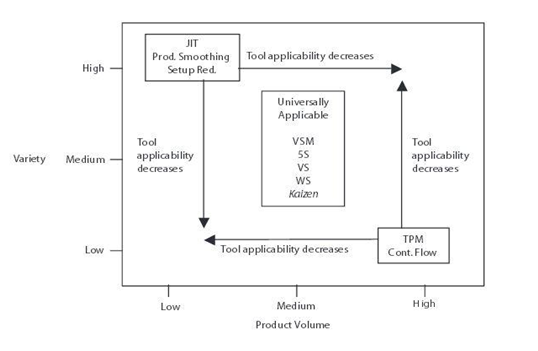 JIT
Prod. Smoothing
Setup Red.
Tool applicability decreases
High
Universally
Applicable
VSM
5S
VS
WS
Kaizen
Tool
applicability
decreases
Tool
applicability
decreases
Variety
Medium
Low
Tool applicability decreases
TPM
Cont. Flow
Low
Medium
High
Product Volume